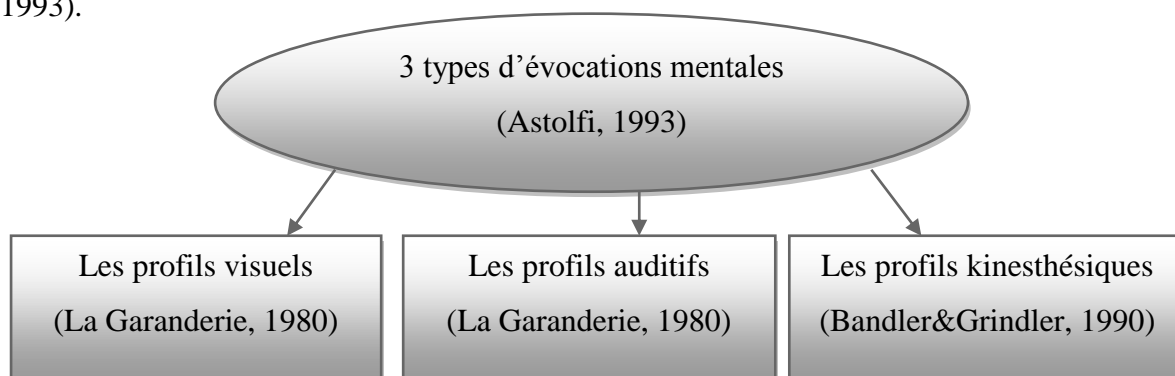 1993).
3 types d’évocations mentales
(Astolfi, 1993)
Les profils visuels
(La Garanderie, 1980)
Les profils auditifs
(La Garanderie, 1980)
Les profils kinesthésiques
(Bandler&Grindler, 1990)